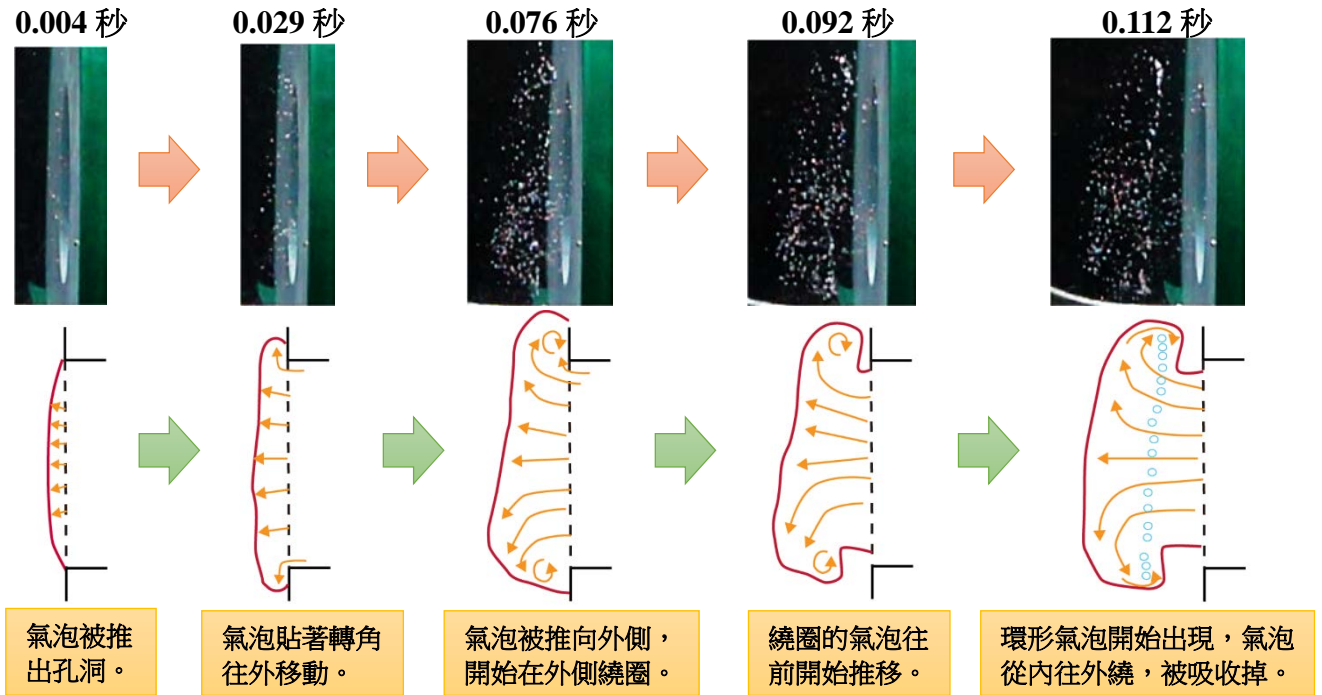 0.004 秒
0.029 秒
0.076 秒
0.092 秒
0.112 秒
氣泡被推
出孔洞。
氣泡貼著轉角
往外移動。
氣泡被推向外側，
開始在外側繞圈。
繞圈的氣泡往
前開始推移。
環形氣泡開始出現，氣泡
從內往外繞，被吸收掉。